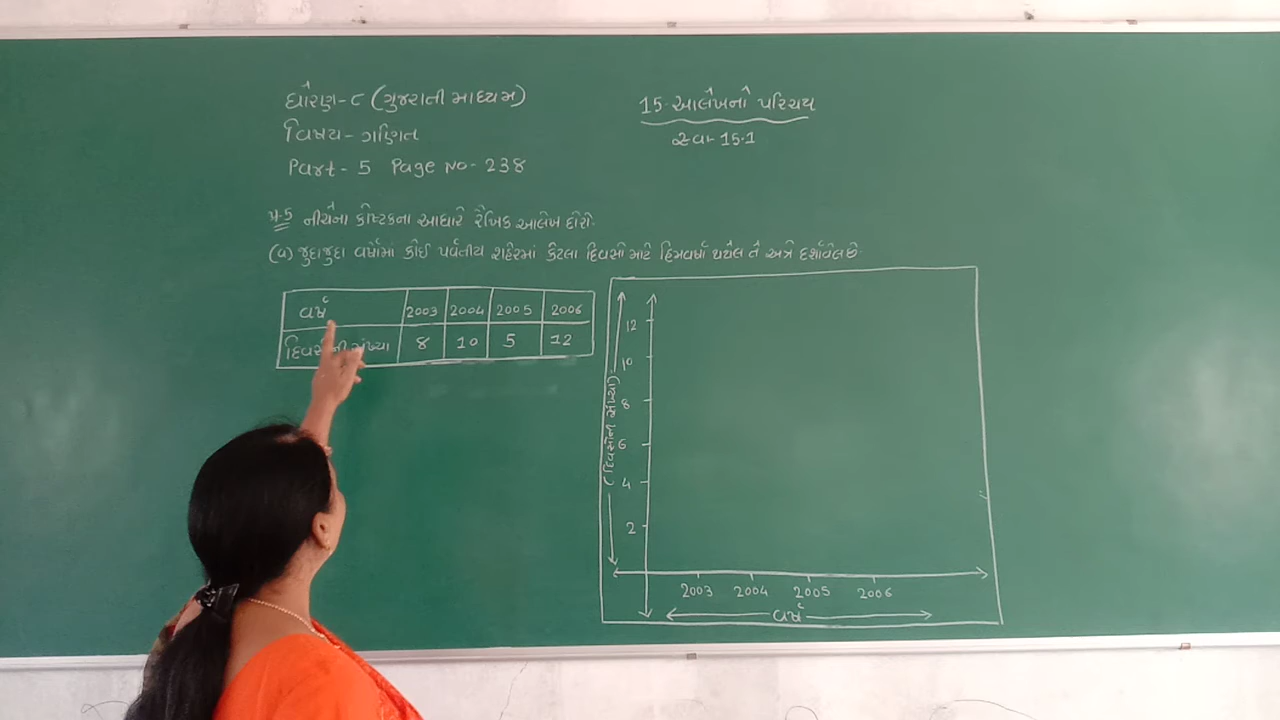 ધોરણ-૮ (ગુજરાતી માધ્યમ)
વિષય- ગણિત
Part- 5 Page No- 238
15. આલેખનો પરિચય
સ્વા- 15.1
પ્ર-5 નીચેના કોષ્ટકના આધારે રેખિક આલેખ દોરો.
(a) જુદાજુદા વર્ષોમાં કોઈ પર્વતીય શહેરમાં કેટલા દિવસો માટે હિમવર્ષા થયેલ તે અત્રે દર્શાવેલ છે.
વર્ષ 2003 2004 2005 2006
દિવસોની સંખ્યા 8 10 5 12
(દિવસોની સંખ્યા)
12
10
8
6
4
2
2003 2004 2005 2006
વર્ષ